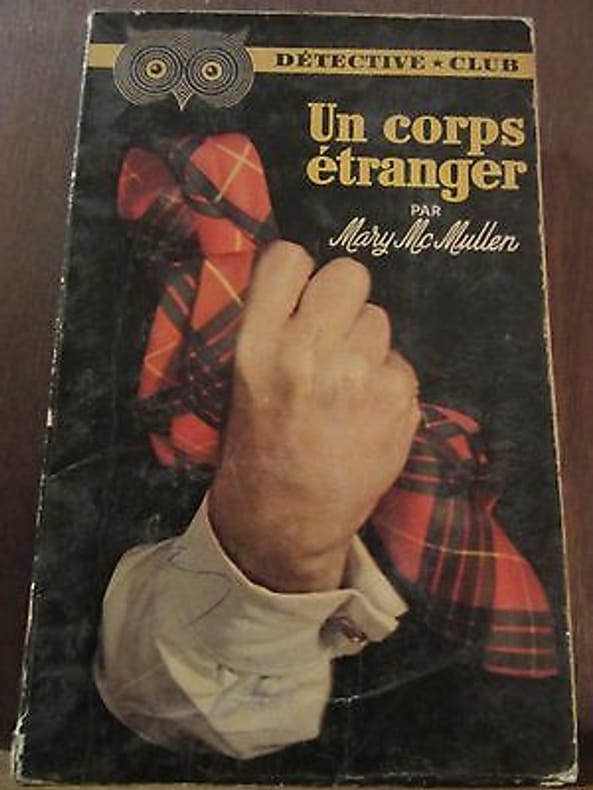 DÉTECTIVE ★ CLUB
Un corps
étranger
PAR
Mary McMullen